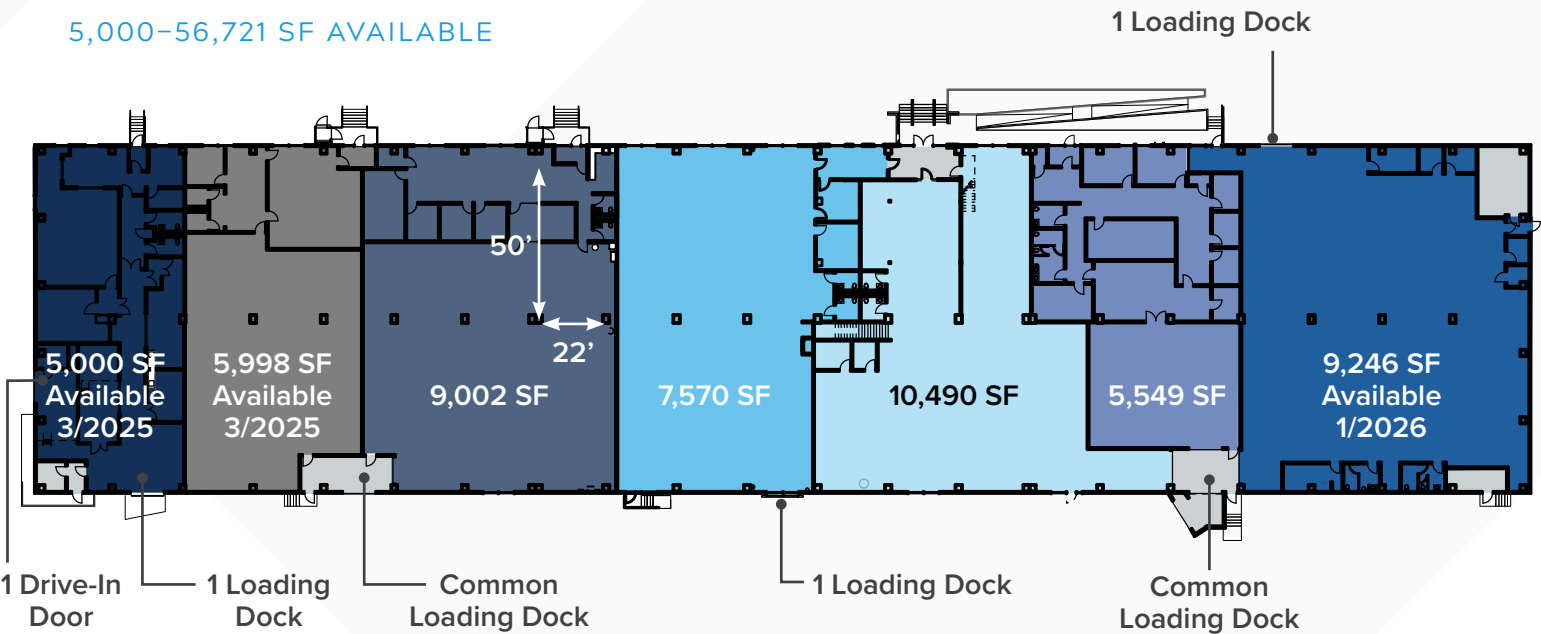 5,000–56,721 SF AVAILABLE
1 Loading Dock
50’
22’
5,000 SF
Available
3/2025
5,998 SF
Available
3/2025
9,002 SF
7,570 SF
10,490 SF
5,549 SF
9,246 SF
Available
1/2026
1 Drive-In
Door
1 Loading
Dock
Common
Loading Dock
1 Loading Dock
Common
Loading Dock